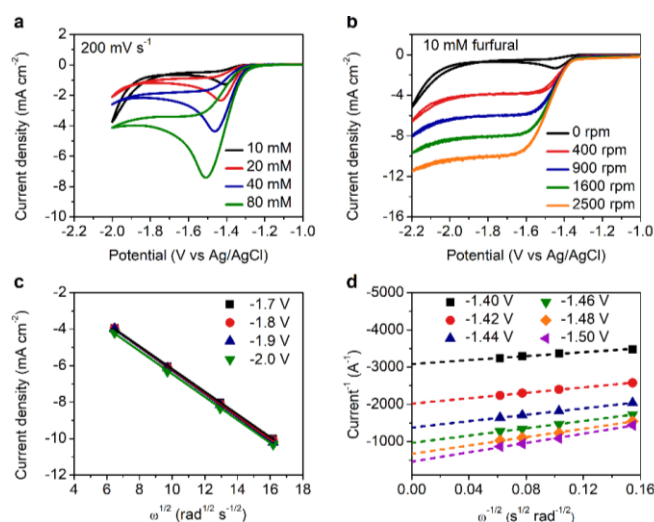 a
200 mV s⁻¹
Current density (mA cm⁻²)
2
0
-2
-4
-6
-8
-10
10 mM
20 mM
40 mM
80 mM
-2.2 -2.0 -1.8 -1.6 -1.4 -1.2 -1.0
Potential (V vs Ag/AgCl)
b
10 mM furfural
Current density (mA cm⁻²)
4
0
-4
-8
-12
-16
0 rpm
400 rpm
900 rpm
1600 rpm
2500 rpm
-2.2 -2.0 -1.8 -1.6 -1.4 -1.2 -1.0
Potential (V vs Ag/AgCl)
c
Current density (mA cm⁻²)
-2
-4
-6
-8
-10
-12
-1.7 V
-1.8 V
-1.9 V
-2.0 V
4 6 8 10 12 14 16 18
ω¹/² (rad¹/² s⁻¹/²)
d
Current⁻¹ (A⁻¹)
-5000
-4000
-3000
-2000
-1000
-1.40 V
-1.42 V
-1.44 V
-1.46 V
-1.48 V
-1.50 V
0.00 0.04 0.08 0.12 0.16
ω⁻¹/² (s¹/² rad⁻¹/²)